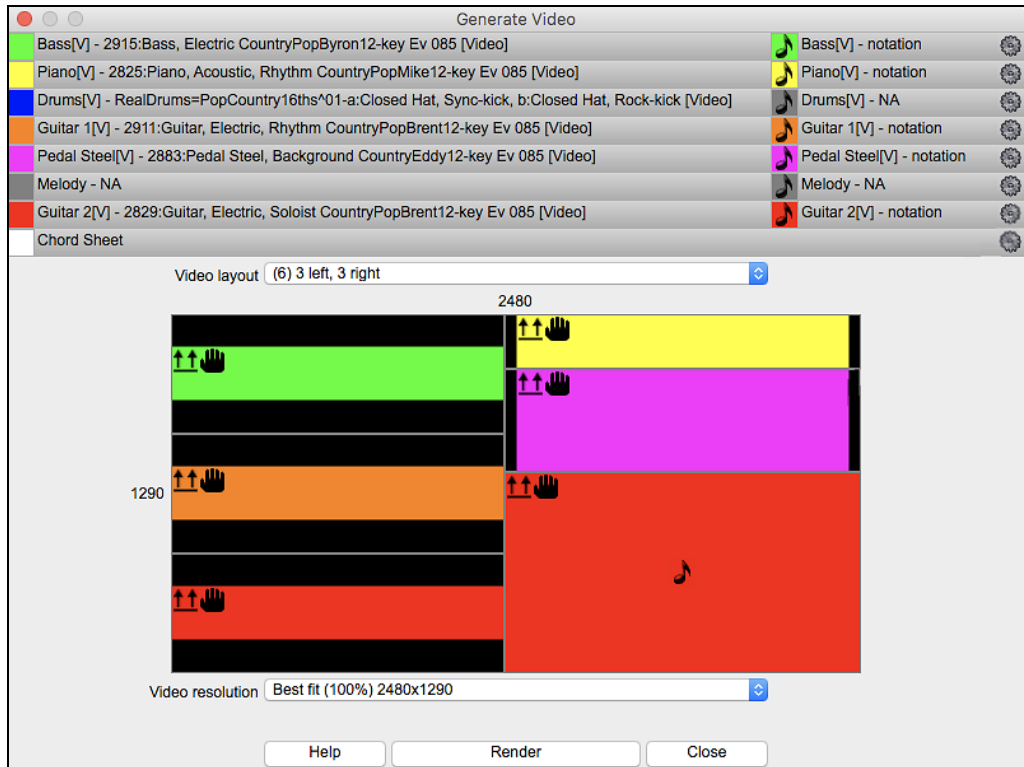 Generate Video
Bass[V] - 2915:Bass, Electric CountryPopByron12-key Ev 085 [Video] Bass[V] - notation
Piano[V] - 2825:Piano, Acoustic, Rhythm CountryPopMike12-key Ev 085 [Video] Piano[V] - notation
Drums[V] - RealDrums=PopCountry16ths^01-a:Closed Hat, Sync-kick, b:Closed Hat, Rock-kick [Video] Drums[V] - NA
Guitar 1[V] - 2911:Guitar, Electric, Rhythm CountryPopBrent12-key Ev 085 [Video] Guitar 1[V] - notation
Pedal Steel[V] - 2883:Pedal Steel, Background CountryEddy12-key Ev 085 [Video] Pedal Steel[V] - notation
Melody - NA Melody - NA
Guitar 2[V] - 2829:Guitar, Electric, Soloist CountryPopBrent12-key Ev 085 [Video] Guitar 2[V] - notation
Chord Sheet
Video layout (6) 3 left, 3 right
2480
1290
Video resolution Best fit (100%) 2480x1290
Help Render Close